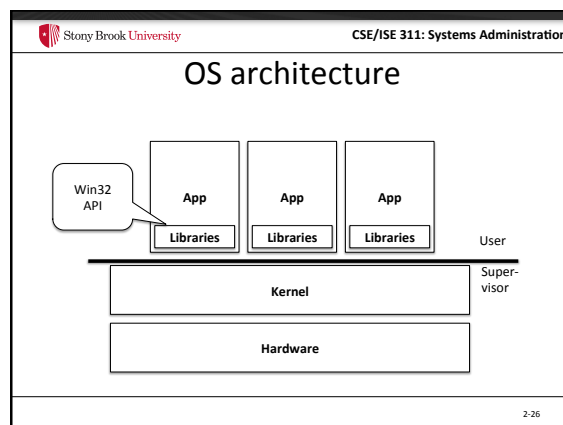 Stony Brook University
CSE/ISE 311: Systems Administration
OS architecture
Win32
API
App
App
App
Libraries
Libraries
Libraries
User
Super-
visor
Kernel
Hardware
2-26